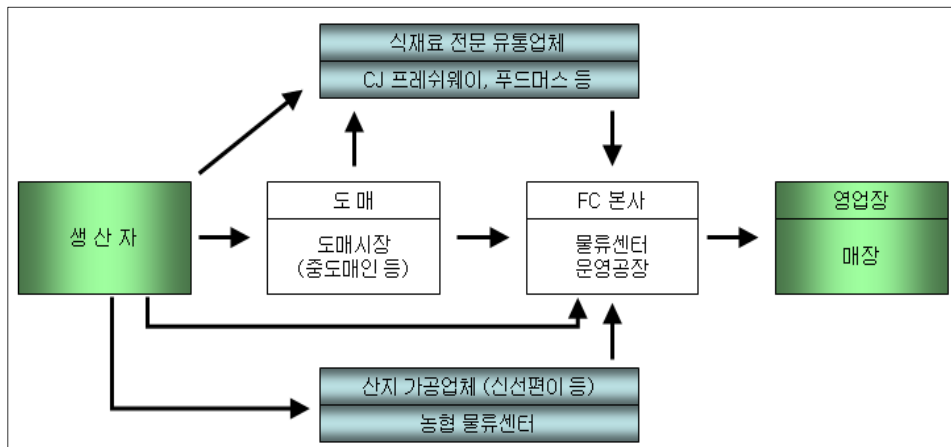 식재료 전문 유통업체
CJ 프레쉬웨이, 푸드머스 등
생 산 자
도 매
도매시장
(중도매인 등)
FC 본사
물류센터
운영공장
영업장
매장
산지 가공업체 (신선편이 등)
농협 물류센터